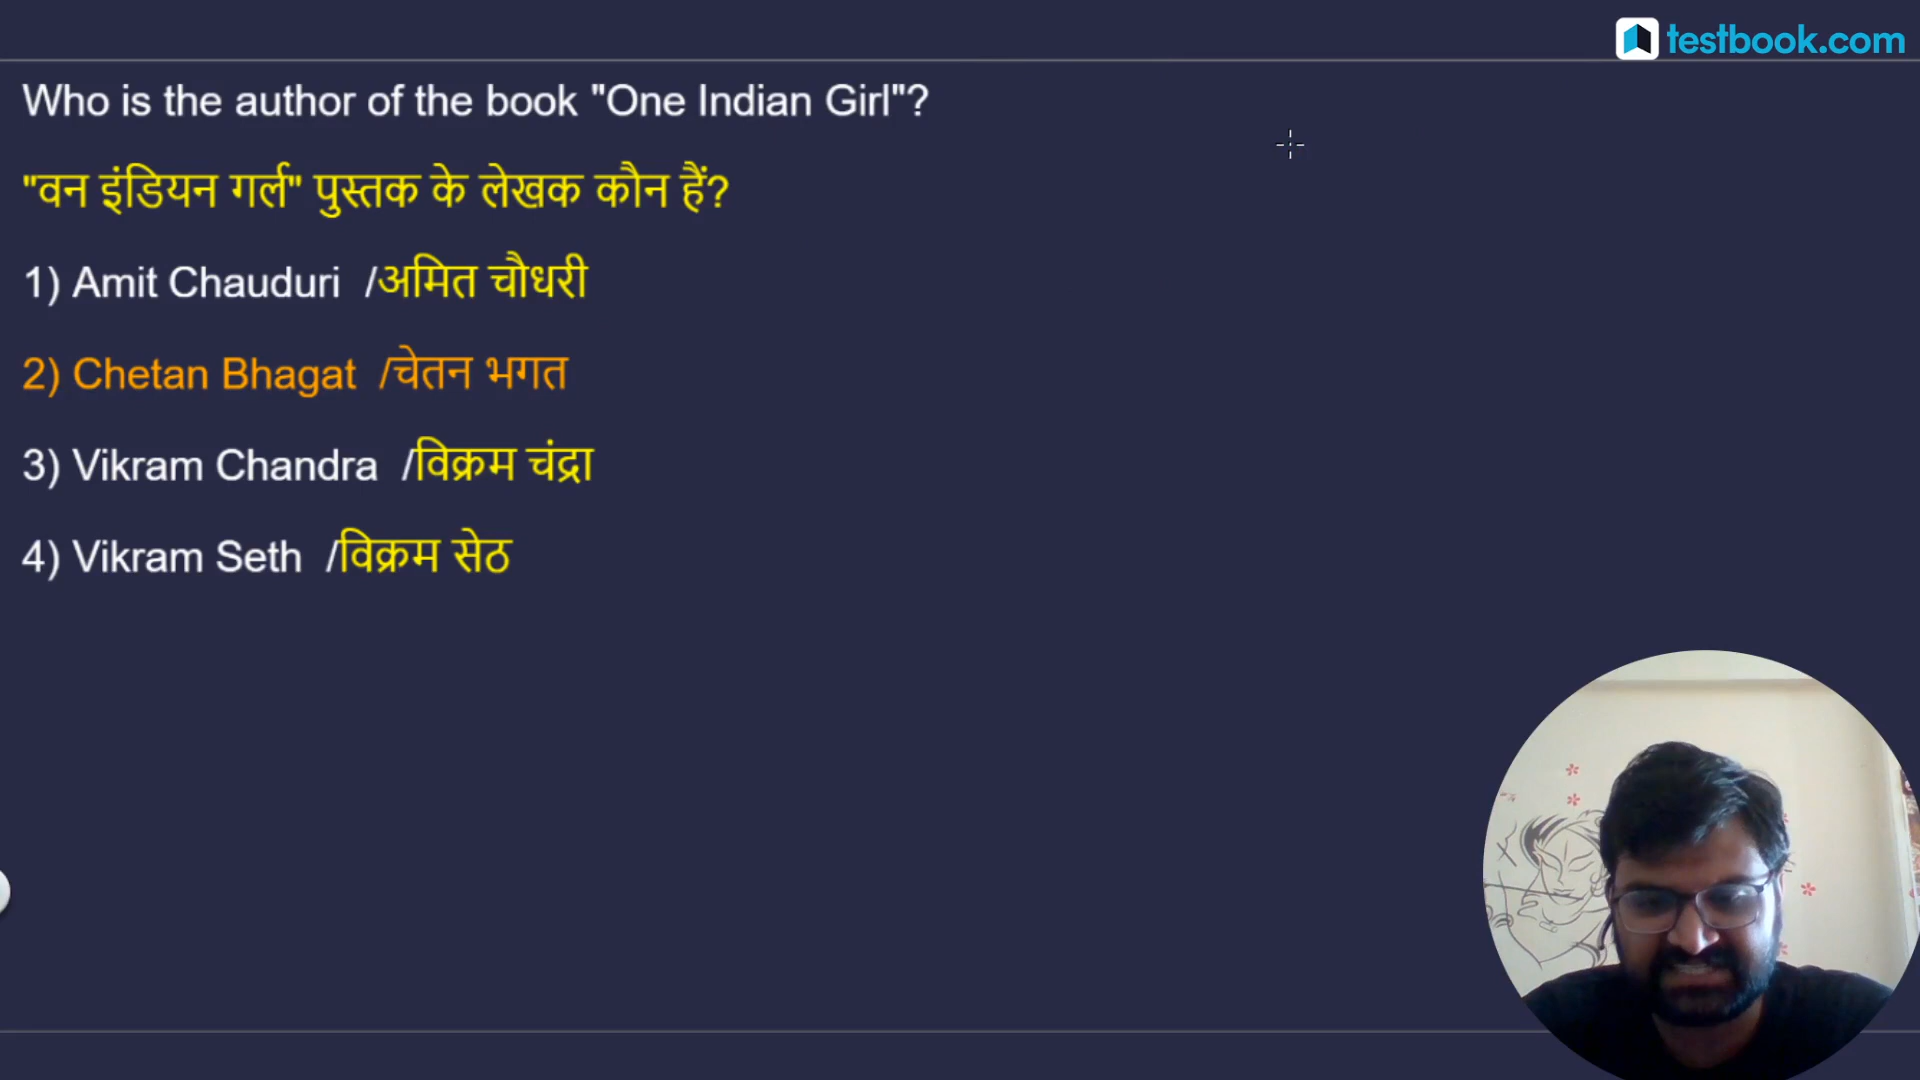 testbook.com
Who is the author of the book "One Indian Girl"?
"वन इंडियन गर्ल" पुस्तक के लेखक कौन हैं?
1) Amit Chauduri /अमित चौधरी
2) Chetan Bhagat /चेतन भगत
3) Vikram Chandra /विक्रम चंद्रा
4) Vikram Seth /विक्रम सेठ